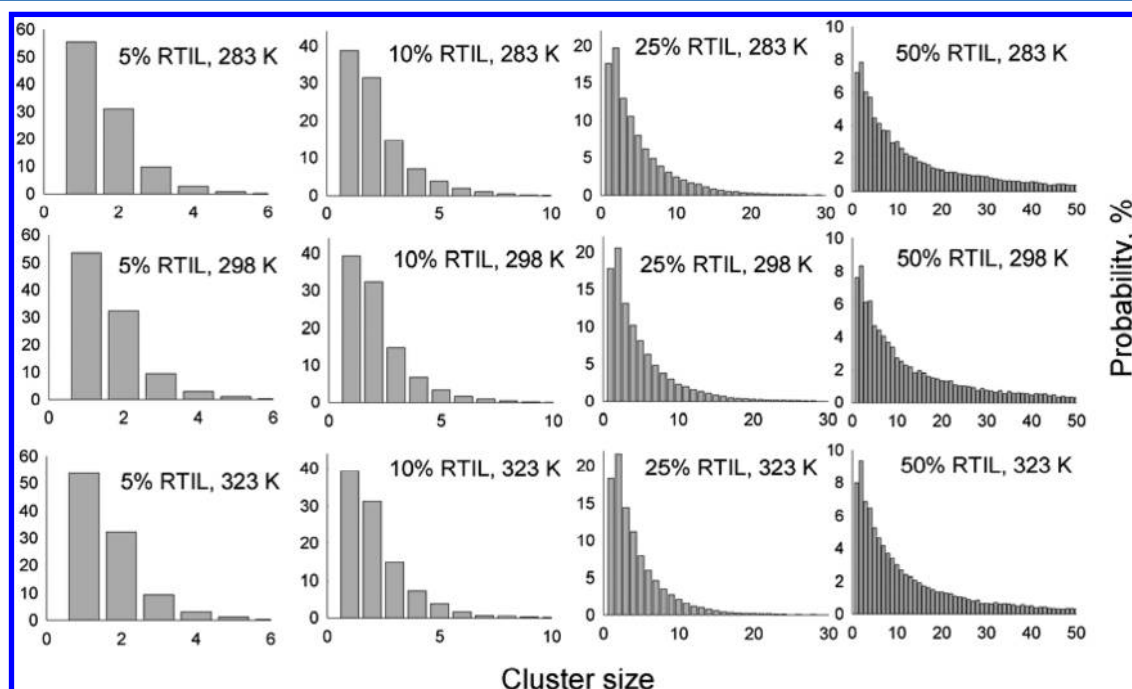 60 50 40 30 20 10 0
5% RTIL, 283 K
0 2 4 6
40 30 20 10 0
10% RTIL, 283 K
0 5 10
20 15 10 5 0
25% RTIL, 283 K
0 10 20 30
10 8 6 4 2 0
50% RTIL, 283 K
0 10 20 30 40 50
60 50 40 30 20 10 0
5% RTIL, 298 K
0 2 4 6
40 30 20 10 0
10% RTIL, 298 K
0 5 10
20 15 10 5 0
25% RTIL, 298 K
0 10 20 30
10 8 6 4 2 0
50% RTIL, 298 K
0 10 20 30 40 50
60 50 40 30 20 10 0
5% RTIL, 323 K
0 2 4 6
40 30 20 10 0
10% RTIL, 323 K
0 5 10
20 15 10 5 0
25% RTIL, 323 K
0 10 20 30
10 8 6 4 2 0
50% RTIL, 323 K
0 10 20 30 40 50
Probability, %
Cluster size